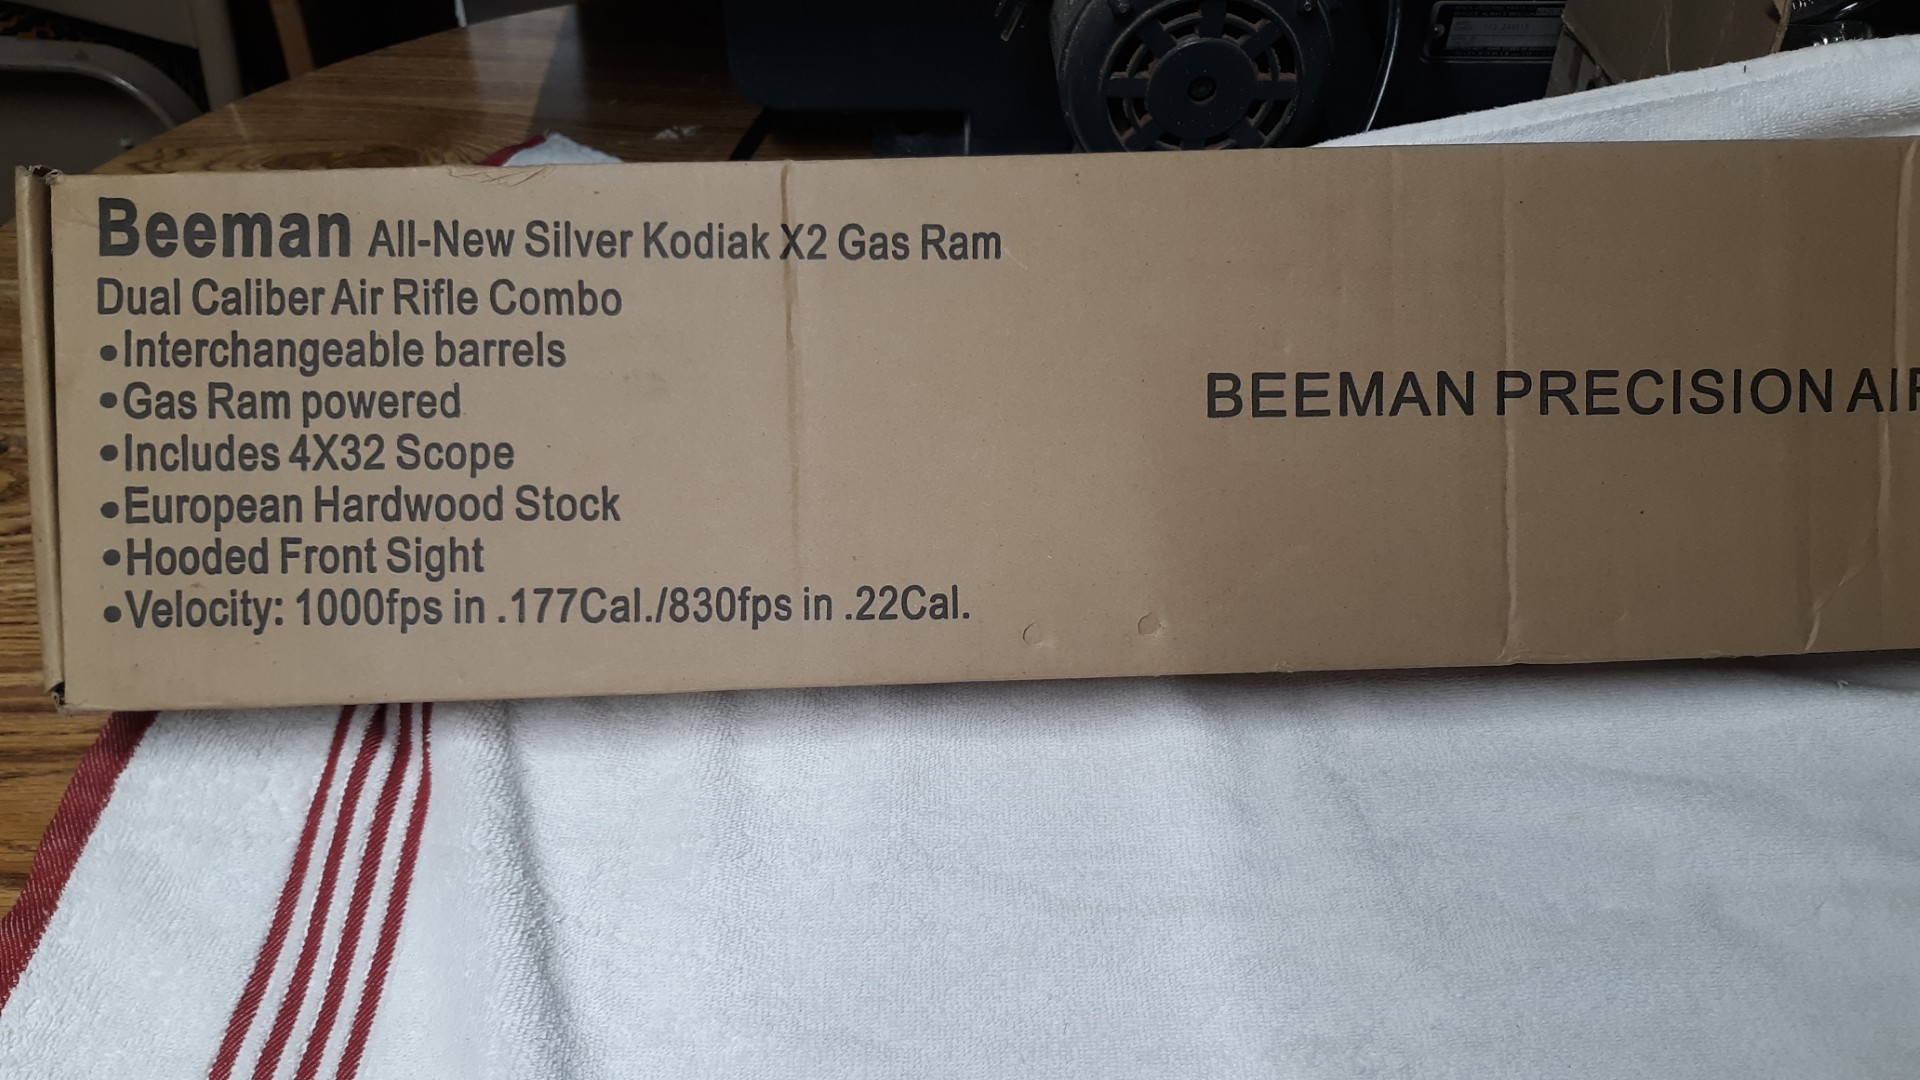 Beeman All-New Silver Kodiak X2 Gas Ram
Dual Caliber Air Rifle Combo
•Interchangeable barrels
•Gas Ram powered
•Includes 4X32 Scope
•European Hardwood Stock
•Hooded Front Sight
•Velocity: 1000fps in .177Cal./830fps in .22Cal.
BEEMAN PRECISION AIR